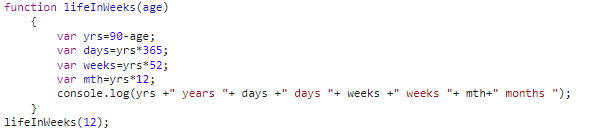 function lifeInWeeks(age)
{
var yrs=90-age;
var days=yrs*365;
var weeks=yrs*52;
var mth=yrs*12;
console.log(yrs +" years "+ days +" days "+ weeks +" weeks "+ mth+" months ");
}
lifeInWeeks(12);